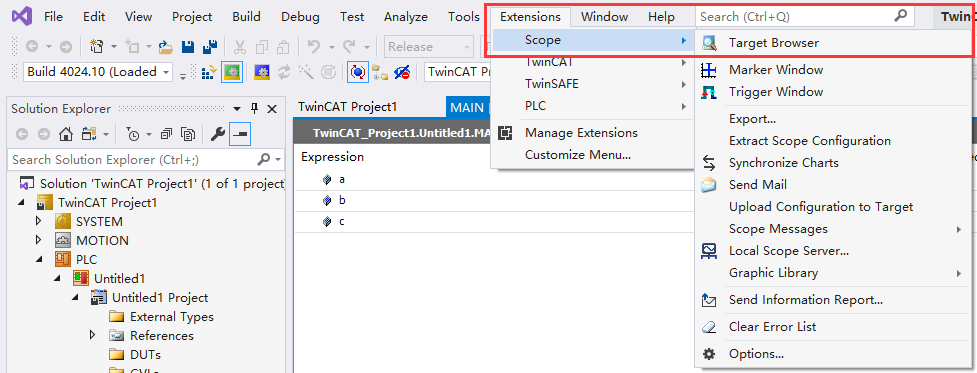 File Edit View Project Build Debug Test Analyze Tools Extensions Window Help Search (Ctrl+Q)
Release
Scope
Target Browser
Build 4024.10 (Loaded
TwinCAT
Marker Window
TwinSAFE
Trigger Window
PLC
Export...
Manage Extensions
Extract Scope Configuration
Customize Menu...
Synchronize Charts
Send Mail
Upload Configuration to Target
Scope Messages
Local Scope Server...
Graphic Library
Send Information Report...
Clear Error List
Options...
Solution Explorer
Search Solution Explorer (Ctrl+;)
Solution 'TwinCAT Project1' (1 of 1 project)
TwinCAT Project1
SYSTEM
MOTION
PLC
Untitled1
Untitled1 Project
External Types
References
DUTs
TwinCAT Project1 MAIN
TwinCAT_Project1.Untitled1.MA
Expression
a
b
c